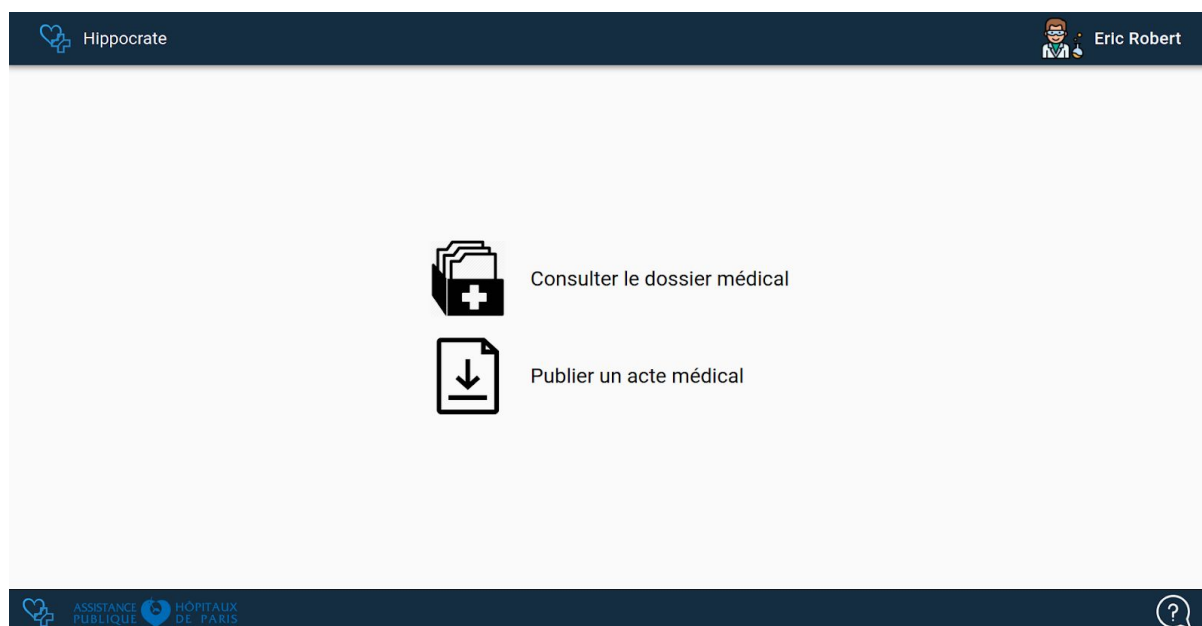 Hippocrate
Eric Robert
Consulter le dossier médical
Publier un acte médical
ASSISTANCE HÔPITAUX
PUBLIQUE DE PARIS
?